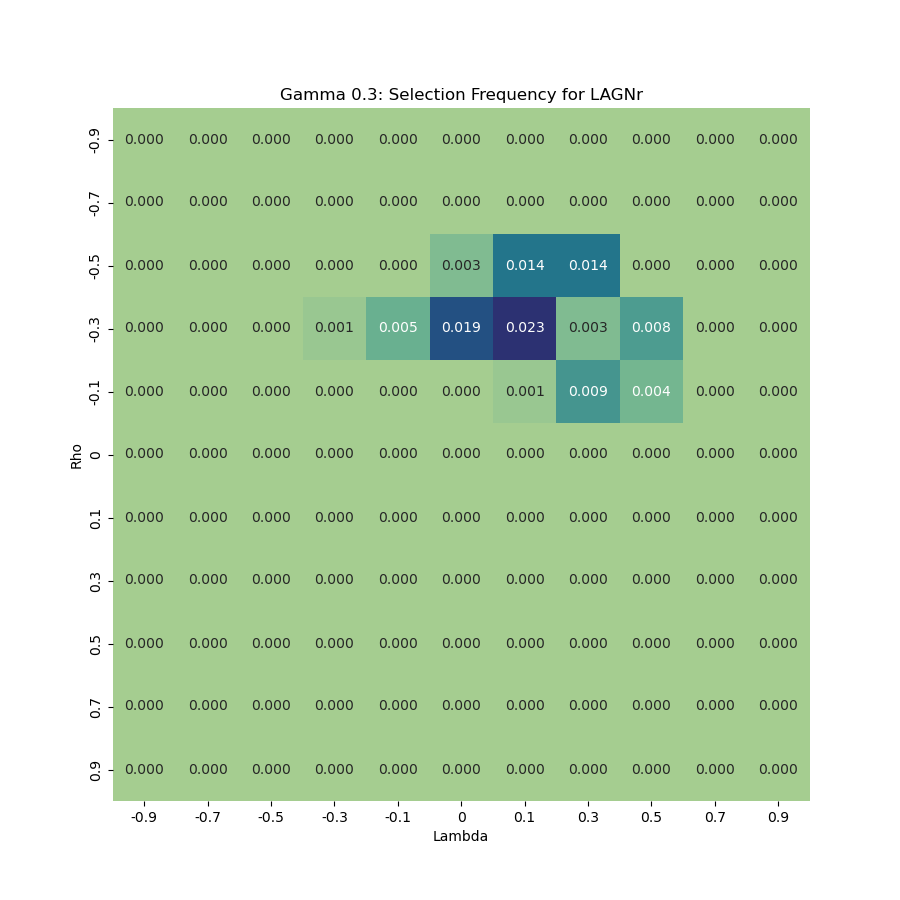 Gamma 0.3: Selection Frequency for LAGNr
-0.9 0.000 0.000 0.000 0.000 0.000 0.000 0.000 0.000 0.000 0.000 0.000
-0.7 0.000 0.000 0.000 0.000 0.000 0.000 0.000 0.000 0.000 0.000 0.000
-0.5 0.000 0.000 0.000 0.000 0.000 0.003 0.014 0.014 0.000 0.000 0.000
-0.3 0.000 0.000 0.000 0.001 0.005 0.019 0.023 0.003 0.008 0.000 0.000
-0.1 0.000 0.000 0.000 0.000 0.000 0.000 0.001 0.009 0.004 0.000 0.000
Rho
0 0.000 0.000 0.000 0.000 0.000 0.000 0.000 0.000 0.000 0.000 0.000
0.1 0.000 0.000 0.000 0.000 0.000 0.000 0.000 0.000 0.000 0.000 0.000
0.3 0.000 0.000 0.000 0.000 0.000 0.000 0.000 0.000 0.000 0.000 0.000
0.5 0.000 0.000 0.000 0.000 0.000 0.000 0.000 0.000 0.000 0.000 0.000
0.7 0.000 0.000 0.000 0.000 0.000 0.000 0.000 0.000 0.000 0.000 0.000
0.9 0.000 0.000 0.000 0.000 0.000 0.000 0.000 0.000 0.000 0.000 0.000
-0.9 -0.7 -0.5 -0.3 -0.1 0 0.1 0.3 0.5 0.7 0.9
Lambda